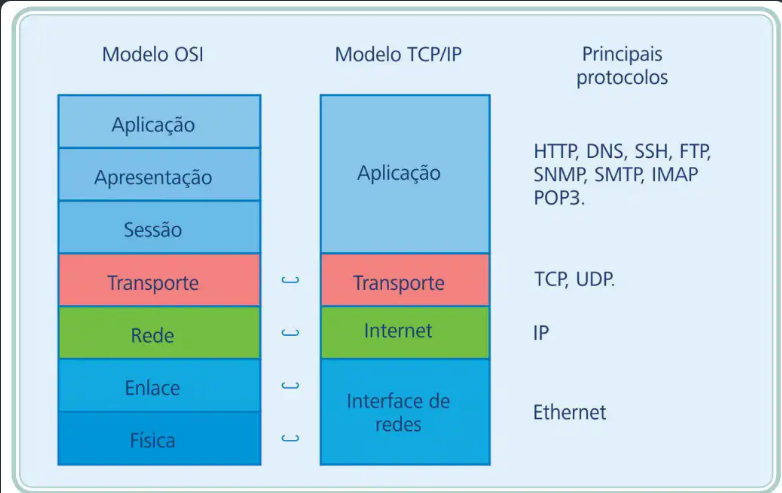 Modelo OSI
Modelo TCP/IP
Principais
protocolos
Aplicação
Apresentação
Sessão
Transporte
Rede
Enlace
Física
Aplicação
Transporte
Internet
Interface de
redes
HTTP, DNS, SSH, FTP,
SNMP, SMTP, IMAP
POP3.
TCP, UDP.
IP
Ethernet